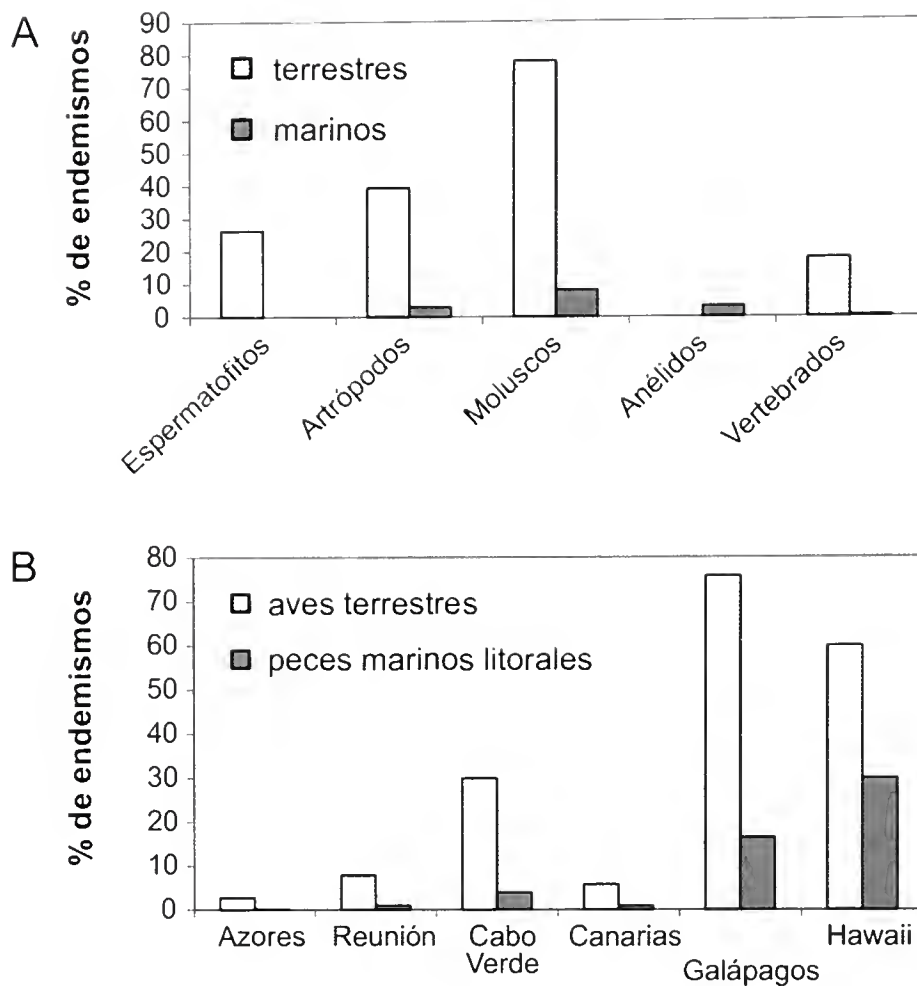 A
% de endemismos
90
80
70
60
50
40
30
20
10
0
terrestres
marinos
Espermatofitos
Artrópodos
Moluscos
Anélidos
Vertebrados
B
% de endemismos
80
70
60
50
40
30
20
10
0
aves terrestres
peces marinos litorales
Azores
Reunión
Cabo
Verde
Canarias
Galápagos
Hawaii